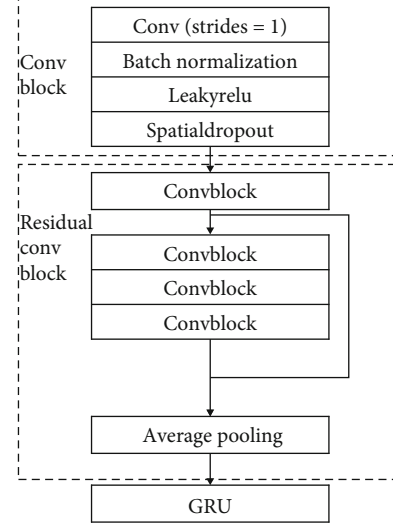 Conv
block
Conv (strides = 1)
Batch normalization
Leakyrelu
Spatialdropout
Residual
conv
block
Convblock
Convblock
Convblock
Convblock
Average pooling
GRU